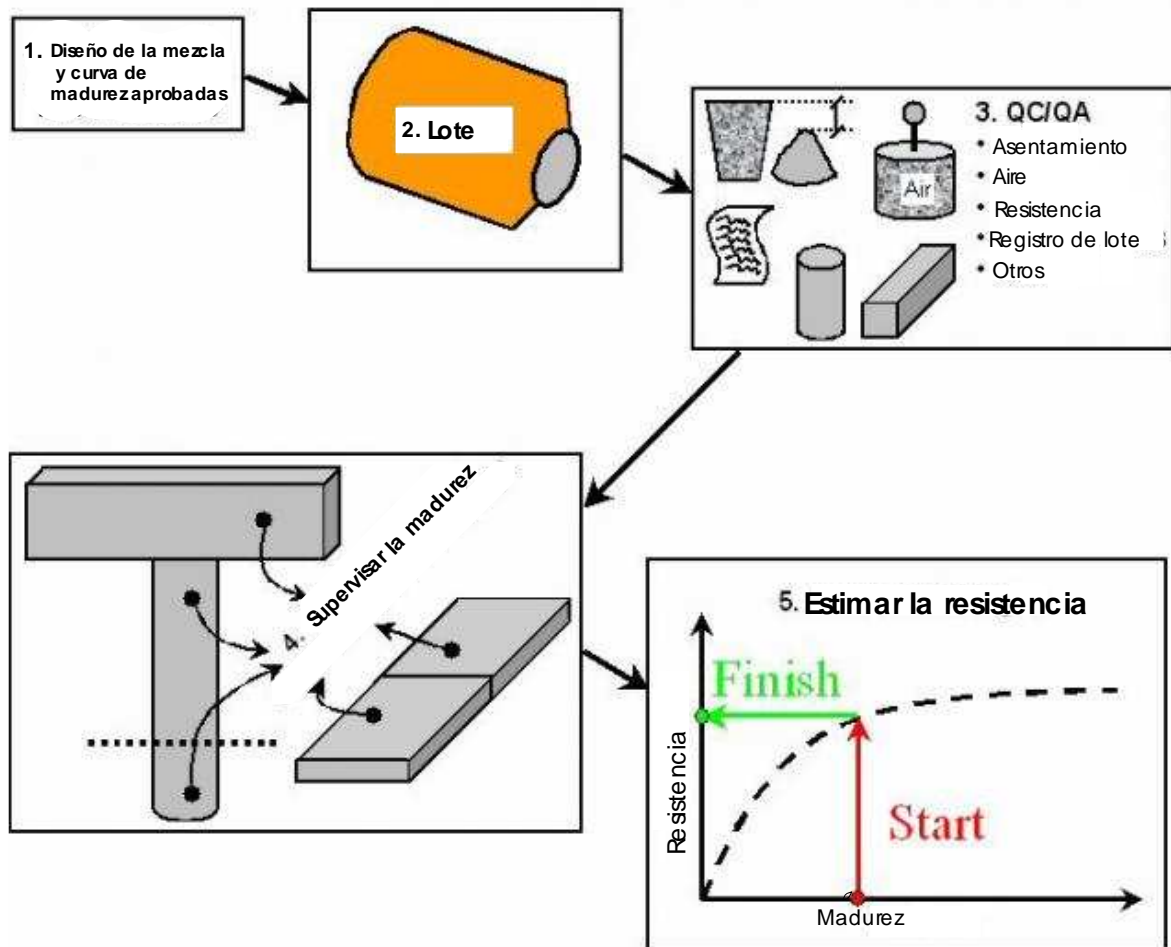 1. Diseño de la mezcla
y curva de
madurez aprobadas
2. Lote
3. QC/QA
• Asentamiento
• Aire
• Resistencia
• Registro de lote
• Otros
Air
4. Supervisar la madurez
5. Estimar la resistencia
Finish
Start
Resistencia
Madurez